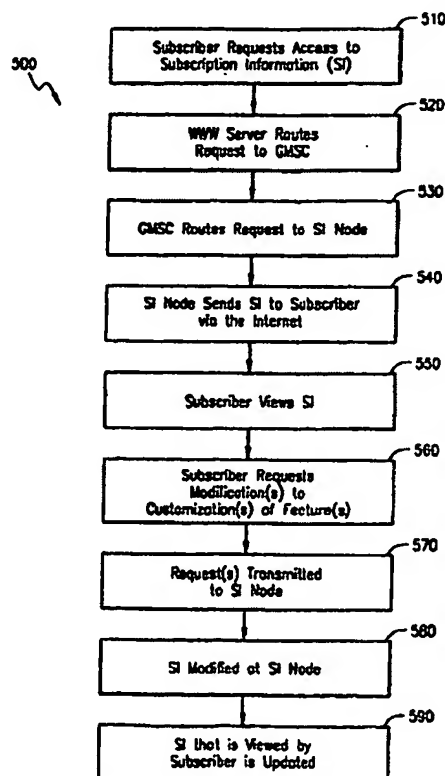 510
Subscriber Requests Access to
Subscription Information (SI)
500
520
WWW Server Routes
Request to GMSC
530
GMSC Routes Request to SI Node
540
SI Node Sends SI to Subscriber
via the Internet
550
Subscriber Views SI
560
Subscriber Requests
Modification(s) to
Customization(s) of Feature(s)
570
Request(s) Transmitted
to SI Node
580
SI Modified at SI Node
590
SI that is Viewed by
Subscriber is Updated